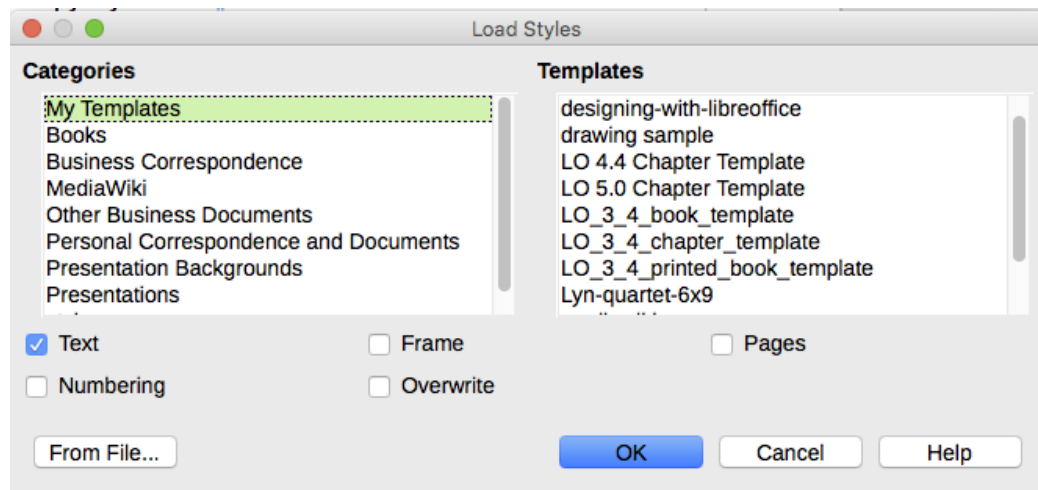 Load Styles
Categories
My Templates
Books
Business Correspondence
MediaWiki
Other Business Documents
Personal Correspondence and Documents
Presentation Backgrounds
Presentations
Templates
designing-with-libreoffice
drawing sample
LO 4.4 Chapter Template
LO 5.0 Chapter Template
LO_3_4_book_template
LO_3_4_chapter_template
LO_3_4_printed_book_template
Lyn-quartet-6x9
Text Frame Pages
Numbering Overwrite
From File... OK Cancel Help